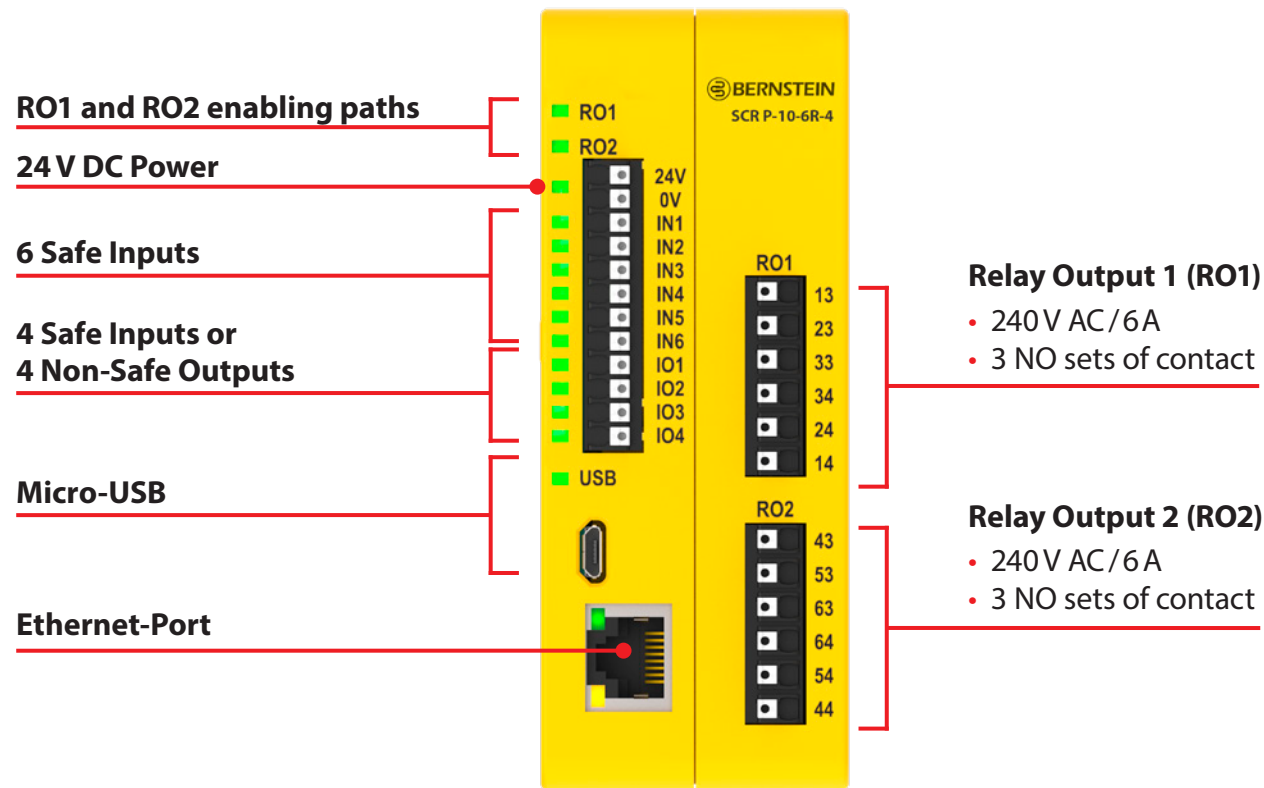 RO1 and RO2 enabling paths
24 V DC Power
6 Safe Inputs
4 Safe Inputs or
4 Non-Safe Outputs
Micro-USB
Ethernet-Port
BERNSTEIN
SCR P-10-6R-4
RO1
RO2
24V
0V
IN1
IN2
IN3
IN4
IN5
IN6
IO1
IO2
IO3
IO4
USB
RO1
13
23
33
34
24
14
RO2
43
53
63
64
54
44
Relay Output 1 (RO1)
• 240 V AC / 6 A
• 3 NO sets of contact
Relay Output 2 (RO2)
• 240 V AC / 6 A
• 3 NO sets of contact